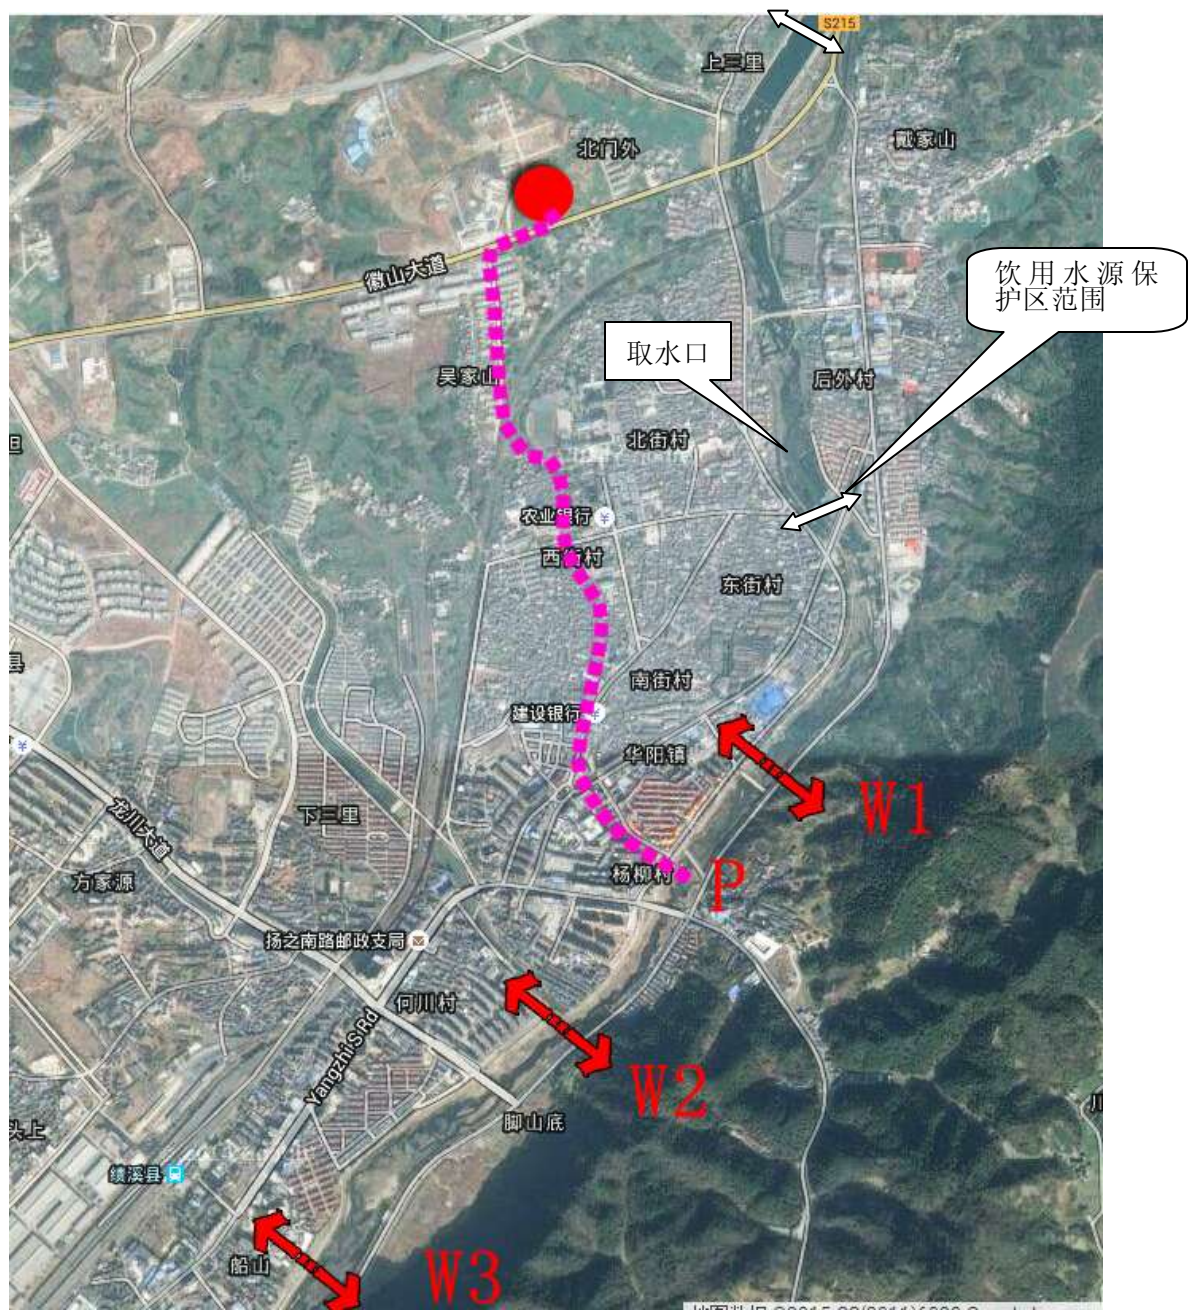 S215
上三里
戴家山
北门外
饮用水源保
护区范围
徽山大道
取水口
吴家山
后外村
北街村
农业银行
西街村
东街村
南街村
建设银行
华阳镇
W1
龙川大道
下三里
方家源
杨柳村
P
扬之南路邮政支局
何川村
Yangzhi S Rd
W2
脚山底
头上
绩溪县
船山
W3